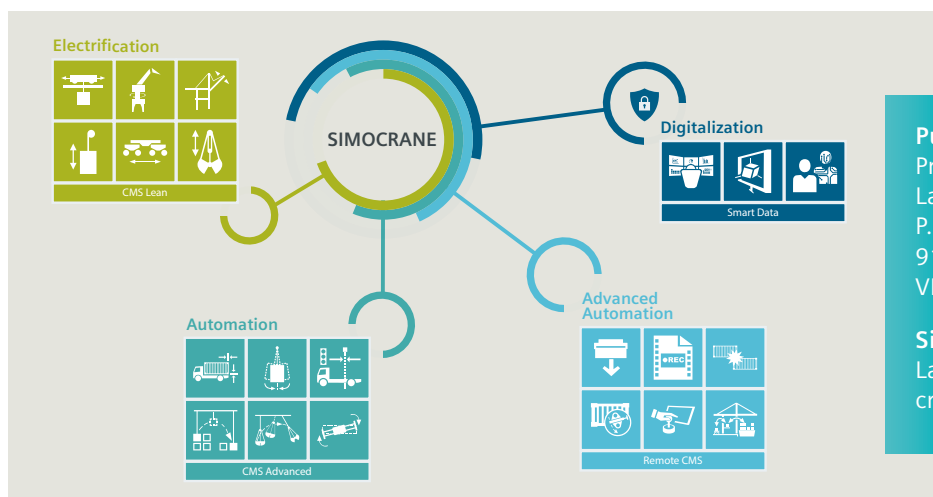 Electrification
CMS Lean
SIMOCRANE
Digitalization
Smart Data
Automation
CMS Advanced
Advanced
Automation
REC
Remote CMS
P.